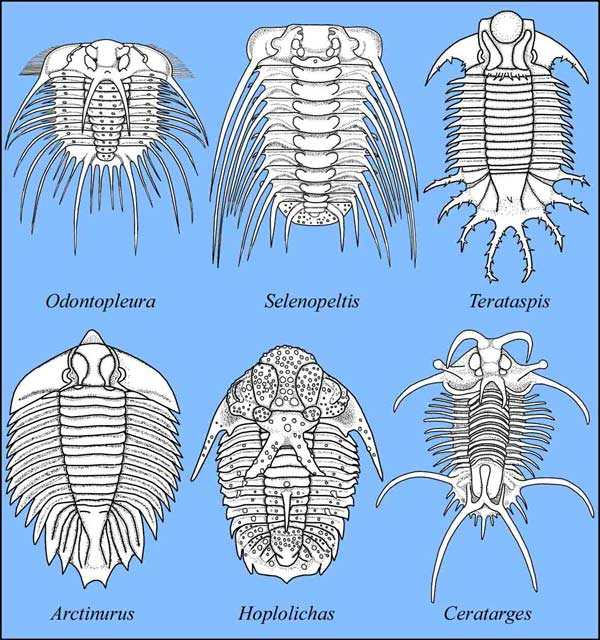 Odontopleura
Selenopeltis
Terataspis
Arctinurus
Hoplolichas
Ceratarges